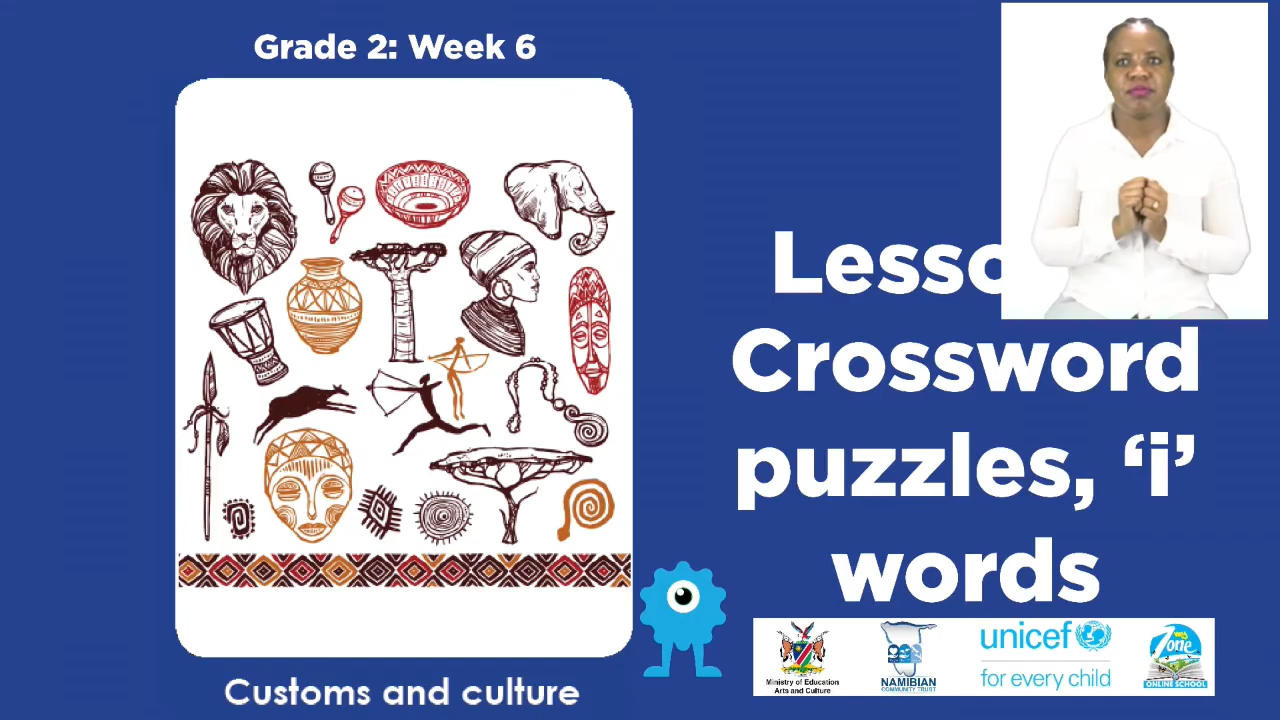 Grade 2: Week 6
Lesso
Crossword
puzzles, ‘i’
words
Customs and culture
Ministry of Education
Arts and Culture
NAMIBIAN
COMMUNITY TRUST
unicef
for every child
my
Zone
ONLINE SCHOOL